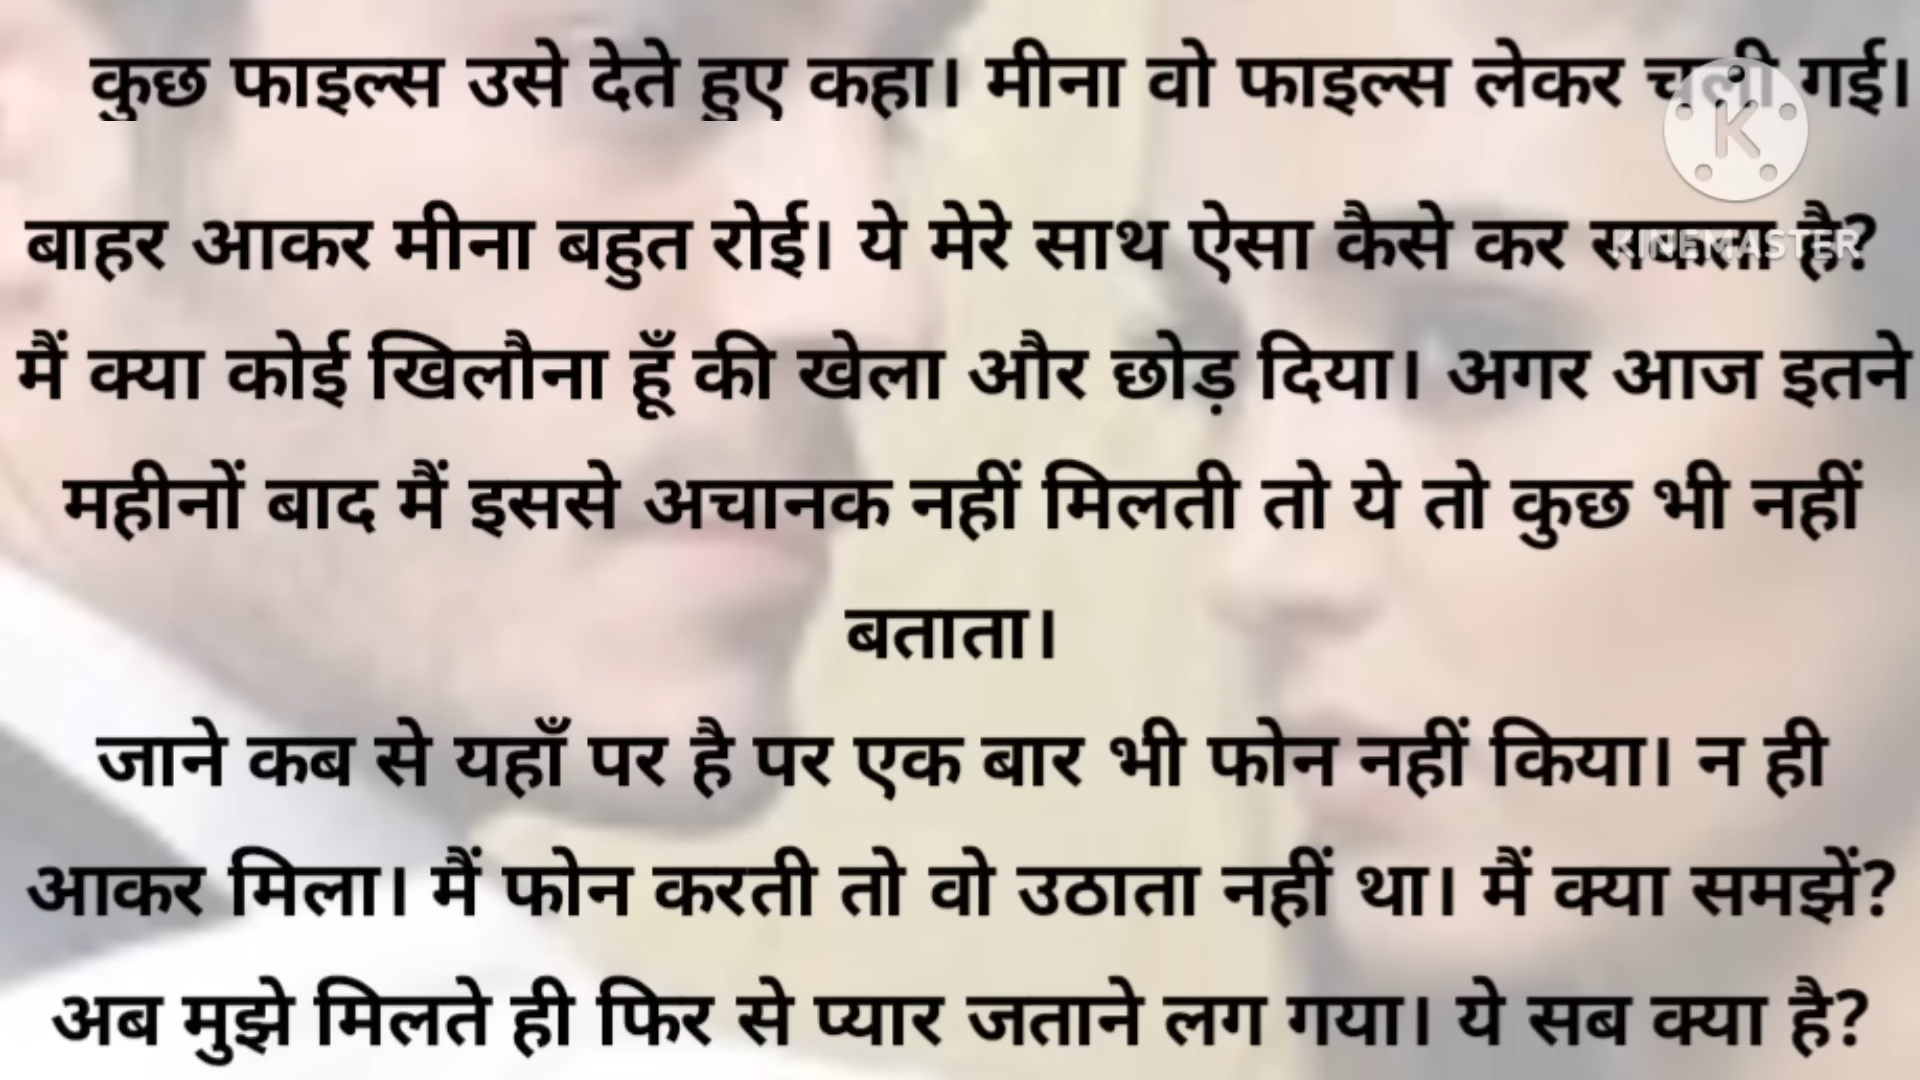 कुछ फाइल्स उसे देते हुए कहा। मीना वो फाइल्स लेकर चली गई।
K
बाहर आकर मीना बहुत रोई। ये मेरे साथ ऐसा कैसे कर सकता है?
KINEMASTER
मैं क्या कोई खिलौना हूँ की खेला और छोड़ दिया। अगर आज इतने
महीनों बाद मैं इससे अचानक नहीं मिलती तो ये तो कुछ भी नहीं
बताता।
जाने कब से यहाँ पर है पर एक बार भी फोन नहीं किया। न ही
आकर मिला। मैं फोन करती तो वो उठाता नहीं था। मैं क्या समझें?
अब मुझे मिलते ही फिर से प्यार जताने लग गया। ये सब क्या है?